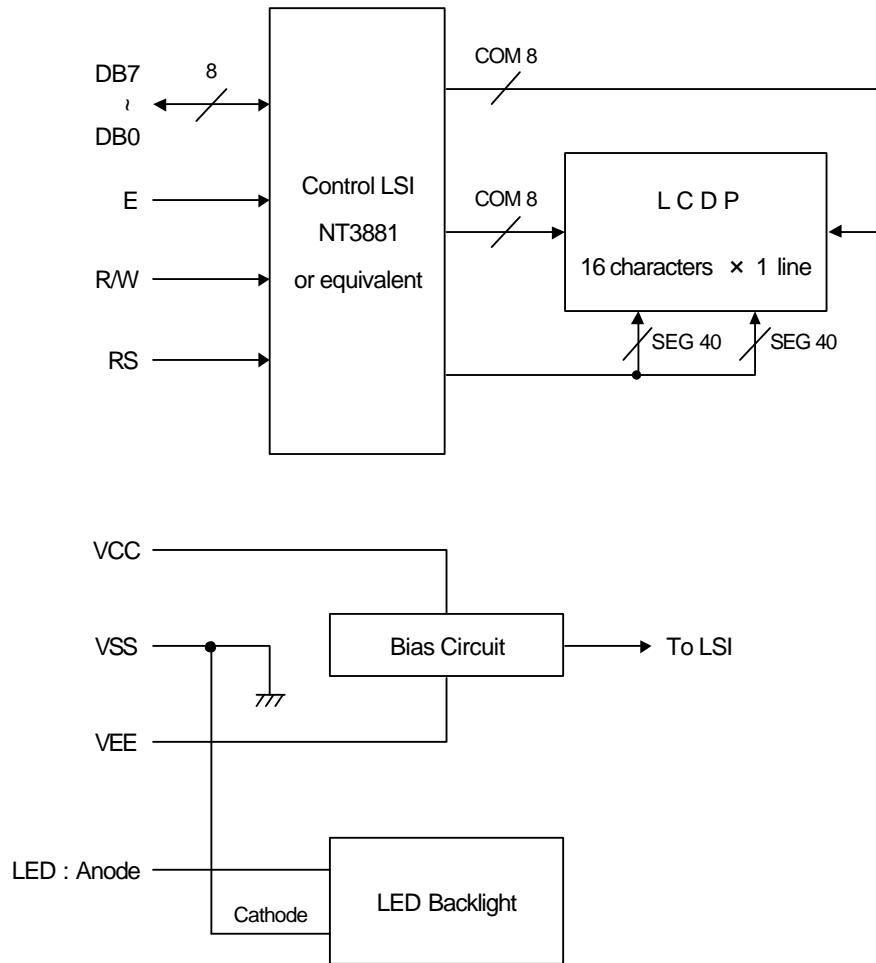 DB7
~
DB0
8
E
R/W
RS
Control LSI
NT3881
or equivalent
COM 8
COM 8
L C D P
16 characters × 1 line
SEG 40
SEG 40
VCC
VSS
VEE
Bias Circuit
To LSI
LED : Anode
Cathode
LED Backlight